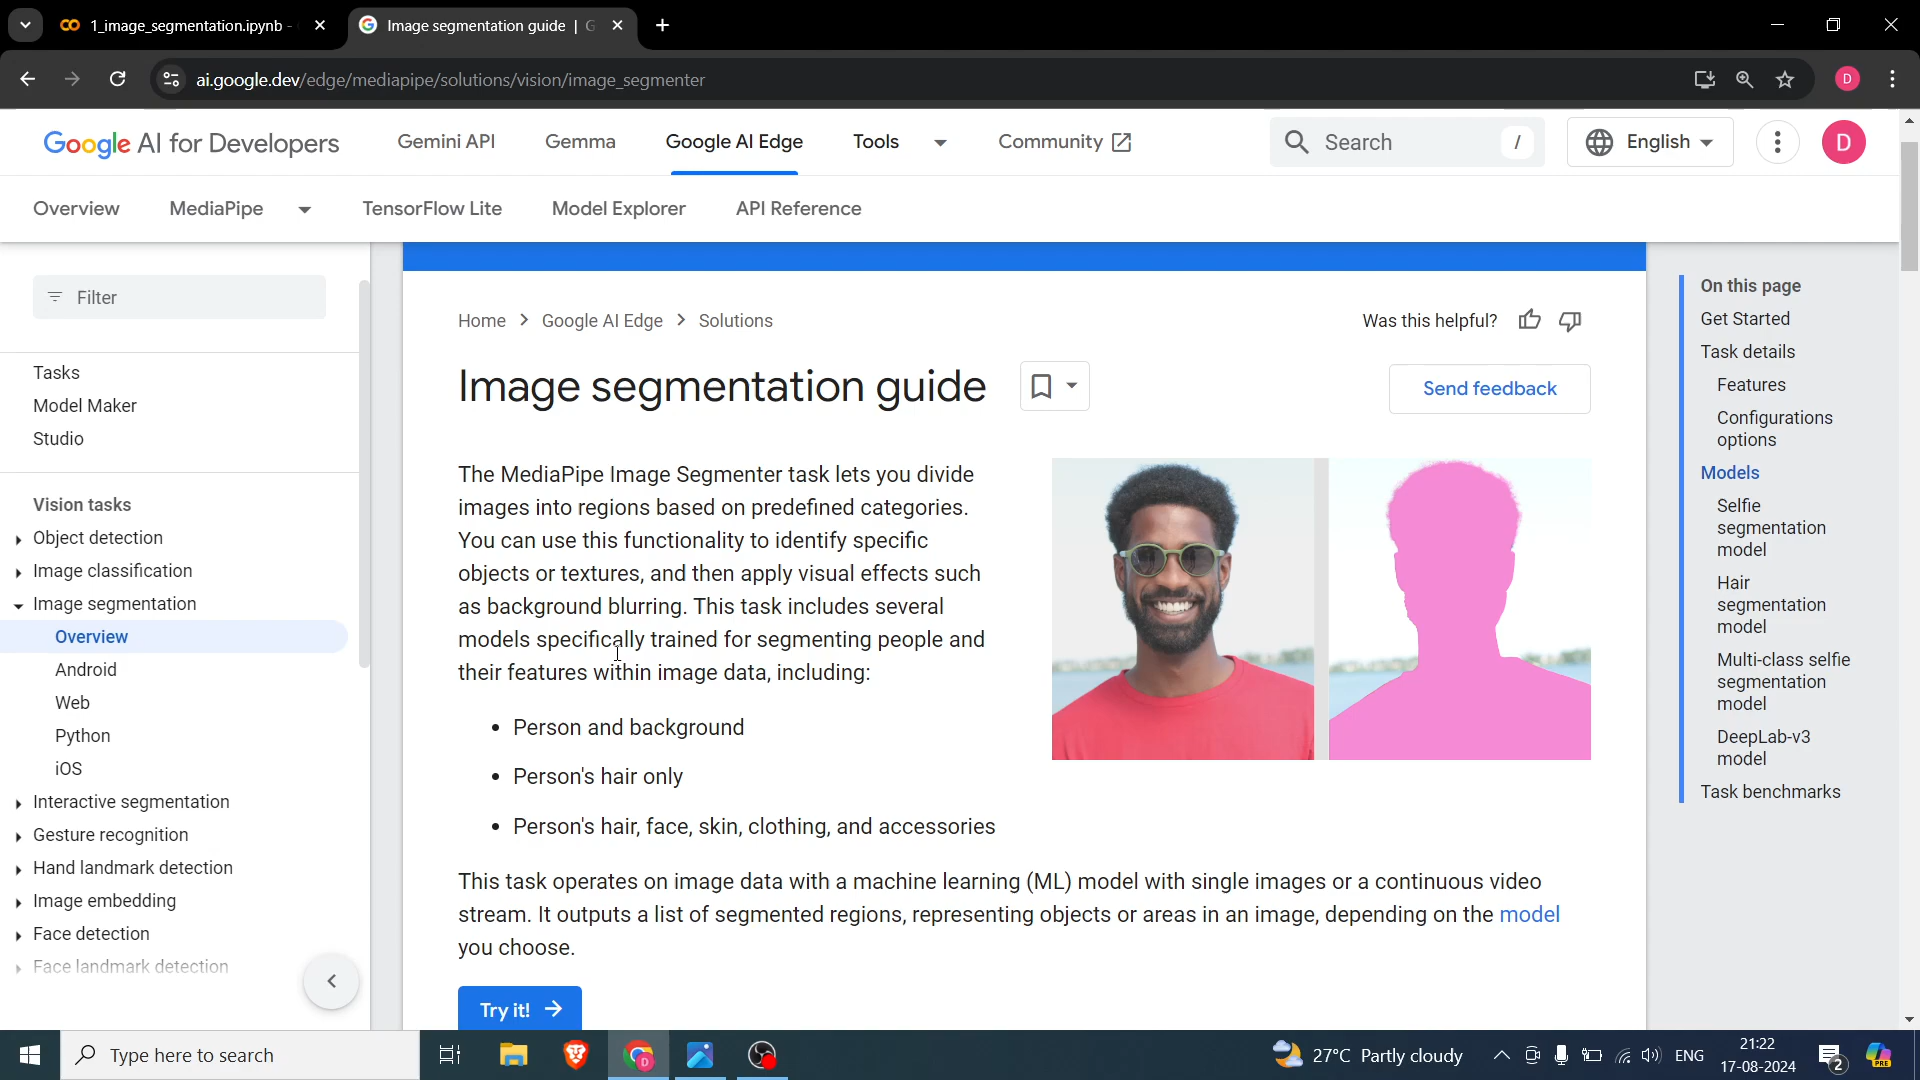 1_image_segmentation.ipynb -
Image segmentation guide | G
ai.google.dev/edge/mediapipe/solutions/vision/image_segmenter
D
Google AI for Developers
Gemini API
Gemma
Google AI Edge
Tools
Community
Search
/
English
D
Overview
MediaPipe
TensorFlow Lite
Model Explorer
API Reference
Filter
Tasks
Model Maker
Studio
Vision tasks
Object detection
Image classification
Image segmentation
Overview
Android
Web
Python
iOS
Interactive segmentation
Gesture recognition
Hand landmark detection
Image embedding
Face detection
Face landmark detection
Home > Google AI Edge > Solutions
Was this helpful?
Image segmentation guide
Send feedback
The MediaPipe Image Segmenter task lets you divide
images into regions based on predefined categories.
You can use this functionality to identify specific
objects or textures, and then apply visual effects such
as background blurring. This task includes several
models specifically trained for segmenting people and
their features within image data, including:
• Person and background
• Person's hair only
• Person's hair, face, skin, clothing, and accessories
This task operates on image data with a machine learning (ML) model with single images or a continuous video
stream. It outputs a list of segmented regions, representing objects or areas in an image, depending on the model
you choose.
Try it!
On this page
Get Started
Task details
Features
Configurations
options
Models
Selfie
segmentation
model
Hair
segmentation
model
Multi-class selfie
segmentation
model
DeepLab-v3
model
Task benchmarks
Type here to search
27°C Partly cloudy
ENG
21:22
17-08-2024
2
PRE